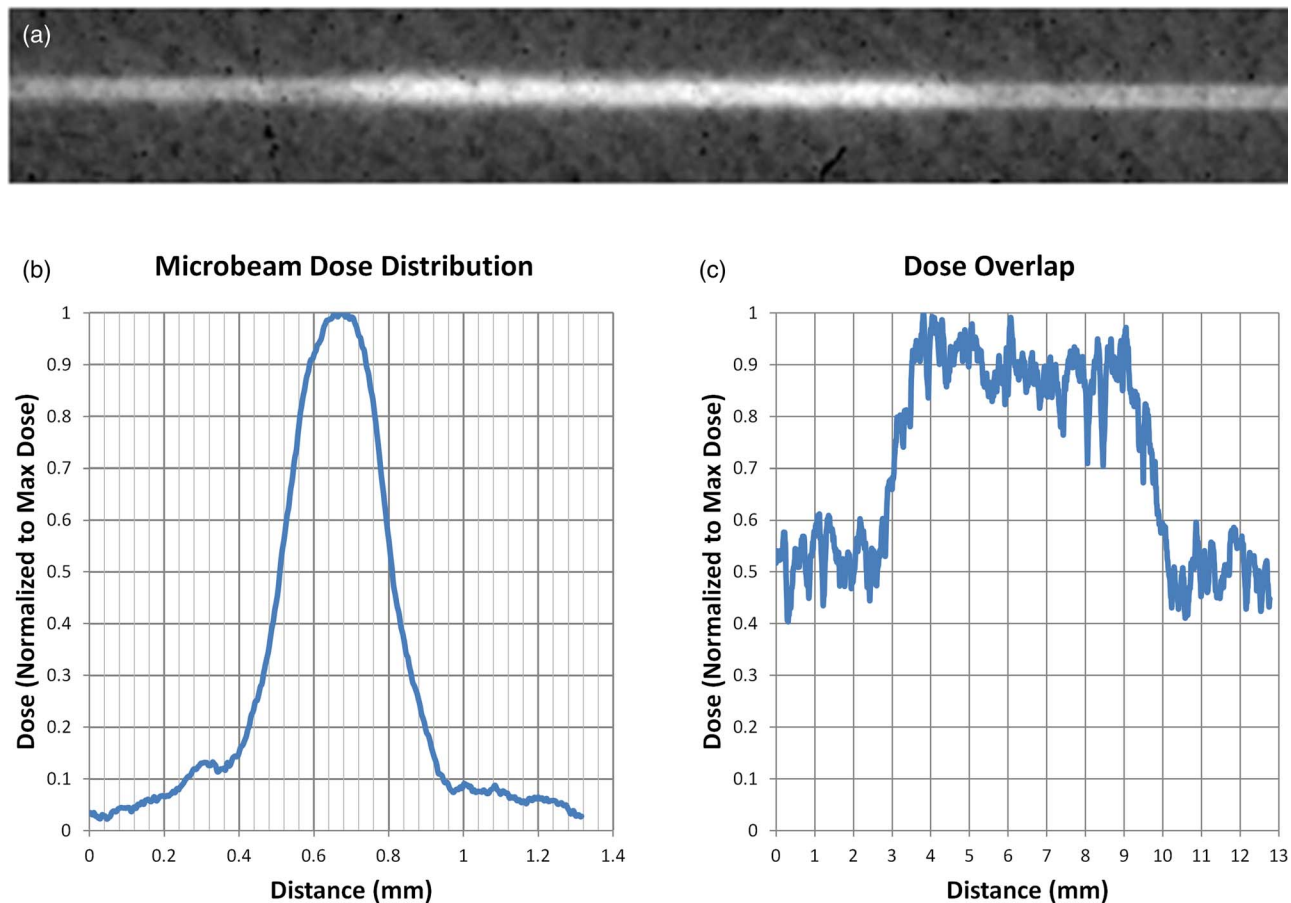 (a)
(b)
Microbeam Dose Distribution
Dose (Normalized to Max Dose)
1
0.9
0.8
0.7
0.6
0.5
0.4
0.3
0.2
0.1
0
0 0.2 0.4 0.6 0.8 1 1.2 1.4
Distance (mm)
(c)
Dose Overlap
Dose (Normalized to Max Dose)
1
0.9
0.8
0.7
0.6
0.5
0.4
0.3
0.2
0.1
0
0 1 2 3 4 5 6 7 8 9 10 11 12 13
Distance (mm)